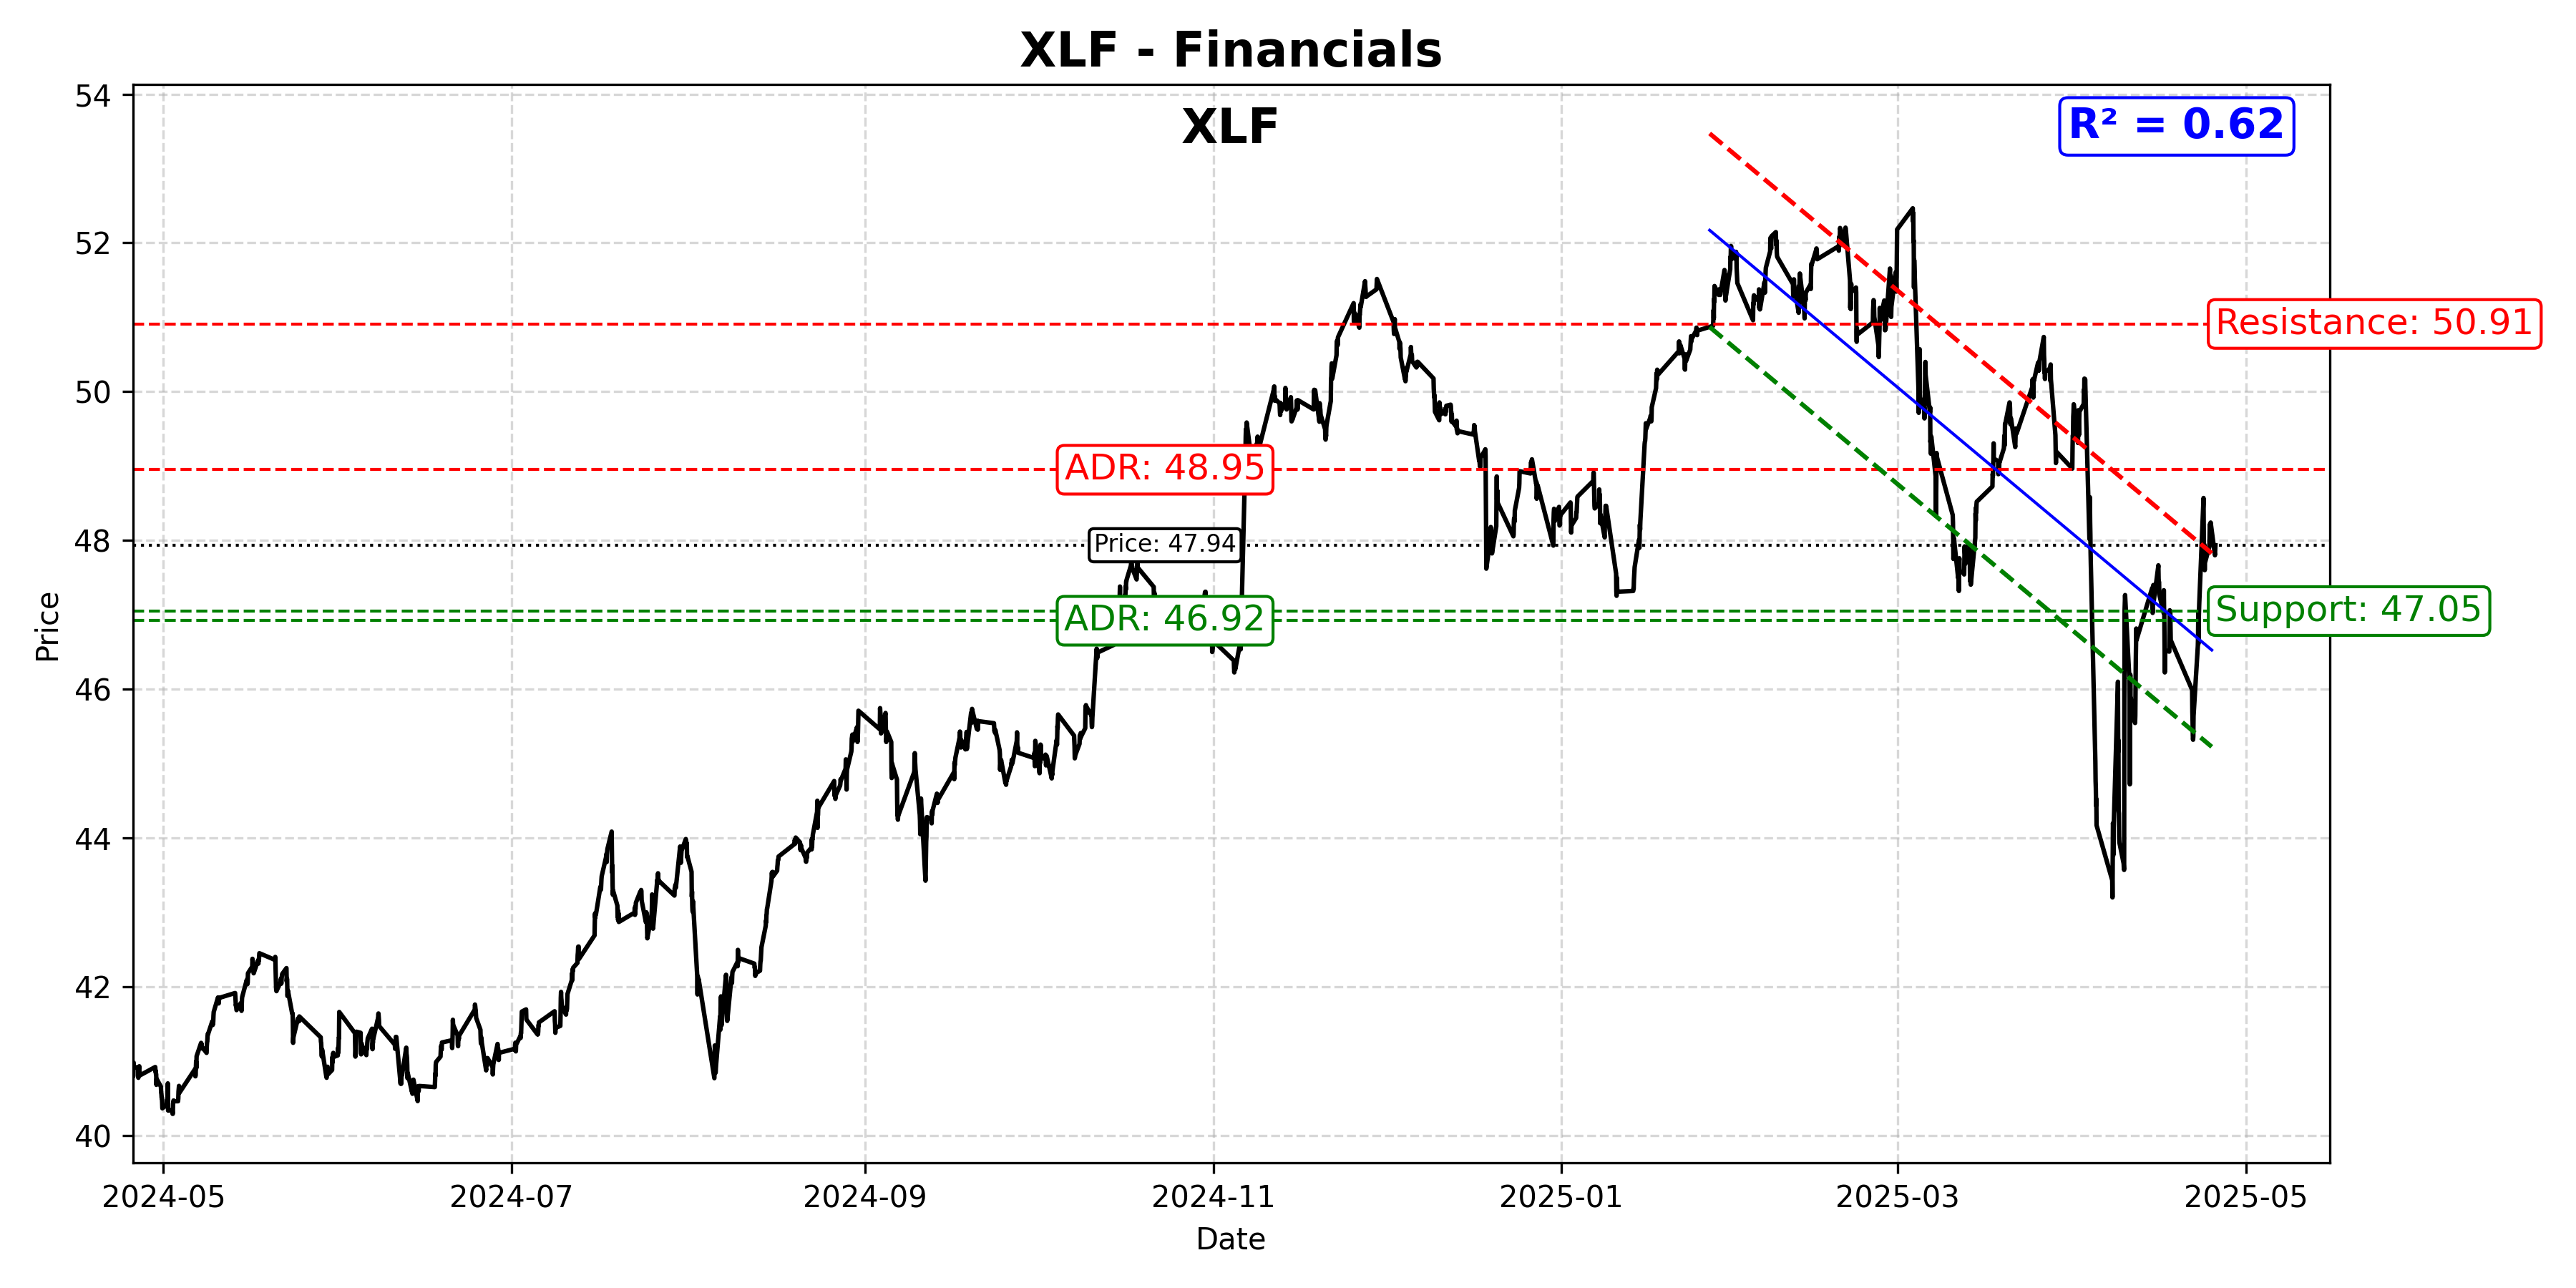 XLF - Financials
XLF
R² = 0.62
54
52
50
48
46
44
42
40
Price
Resistance: 50.91
ADR: 48.95
Price: 47.94
ADR: 46.92
Support: 47.05
2024-05
2024-07
2024-09
2024-11
2025-01
2025-03
2025-05
Date